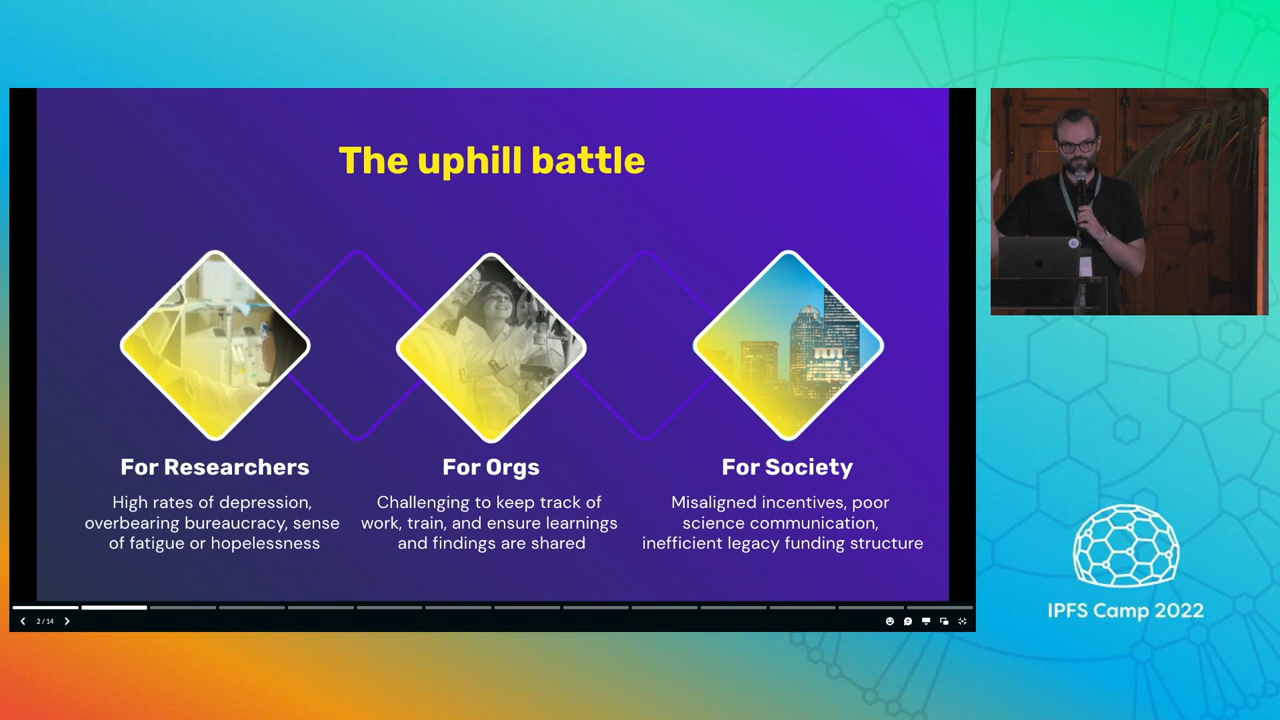 The uphill battle
For Researchers
High rates of depression,
overbearing bureaucracy, sense
of fatigue or hopelessness
For Orgs
Challenging to keep track of
work, train, and ensure learnings
and findings are shared
For Society
Misaligned incentives, poor
science communication,
inefficient legacy funding structure
2 / 14
IPFS Camp 2022